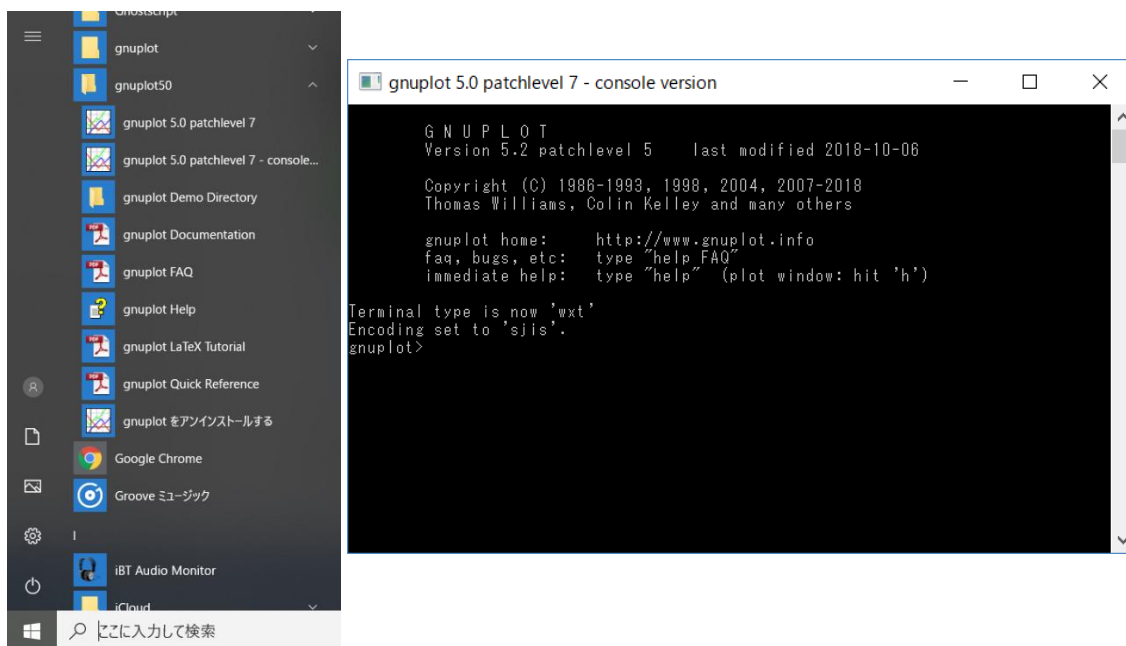 Ghostscript
gnuplot
gnuplot50
gnuplot 5.0 patchlevel 7
gnuplot 5.0 patchlevel 7 - console...
gnuplot Demo Directory
gnuplot Documentation
gnuplot FAQ
gnuplot Help
gnuplot LaTeX Tutorial
gnuplot Quick Reference
gnuplot をアンインストールする
Google Chrome
Groove ミュージック
I
iBT Audio Monitor
iCloud
ここに入力して検索
gnuplot 5.0 patchlevel 7 - console version
G N U P L O T
Version 5.2 patchlevel 5    last modified 2018-10-06
Copyright (C) 1986-1993, 1998, 2004, 2007-2018
Thomas Williams, Colin Kelley and many others
gnuplot home:     http://www.gnuplot.info
faq, bugs, etc:   type "help FAQ"
immediate help:   type "help"  (plot window: hit 'h')
Terminal type is now 'wxt'
Encoding set to 'sjis'.
gnuplot>